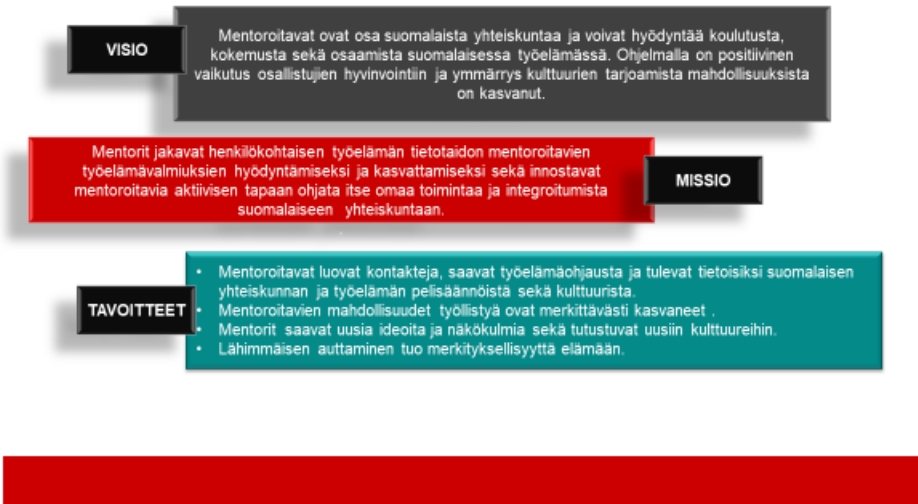 VISIO
Mentoroitavat ovat osa suomalaista yhteiskuntaa ja voivat hyödyntää koulutusta,
kokemusta sekä osaamista suomalaisessa työelämässä. Ohjelmalla on positiivinen
vaikutus osallistujien hyvinvointiin ja ymmärrys kulttuurien tarjoamista mahdollisuuksista
on kasvanut.
Mentorit jakavat henkilökohtaisen työelämän tietotaidon mentoroitavien
työelämävalmiuksien hyödyntämiseksi ja kasvattamiseksi sekä innostavat
mentoroitavia aktiivisen tapaan ohjata itse omaa toimintaa ja integroitumista
suomalaiseen yhteiskuntaan.
MISSIO
TAVOITTEET
• Mentoroitavat luovat kontakteja, saavat työelämäohjausta ja tulevat tietoisiksi suomalaisen
yhteiskunnan ja työelämän pelisäännöistä sekä kulttuurista.
• Mentoroitavien mahdollisuudet työllistyä ovat merkittävästi kasvaneet .
• Mentorit saavat uusia ideoita ja näkökulmia sekä tutustuvat uusiin kulttuureihin.
• Lähimmäisen auttaminen tuo merkityksellisyyttä elämään.